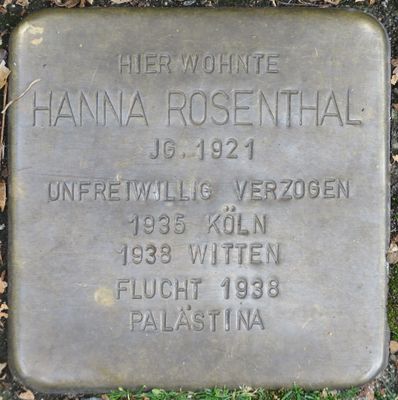 HIER WOHNTE
HANNA ROSENTHAL
JG. 1921
UNFREIWILLIG VERZOGEN
1935 KÖLN
1938 WITTEN
FLUCHT 1938
PALÄSTINA